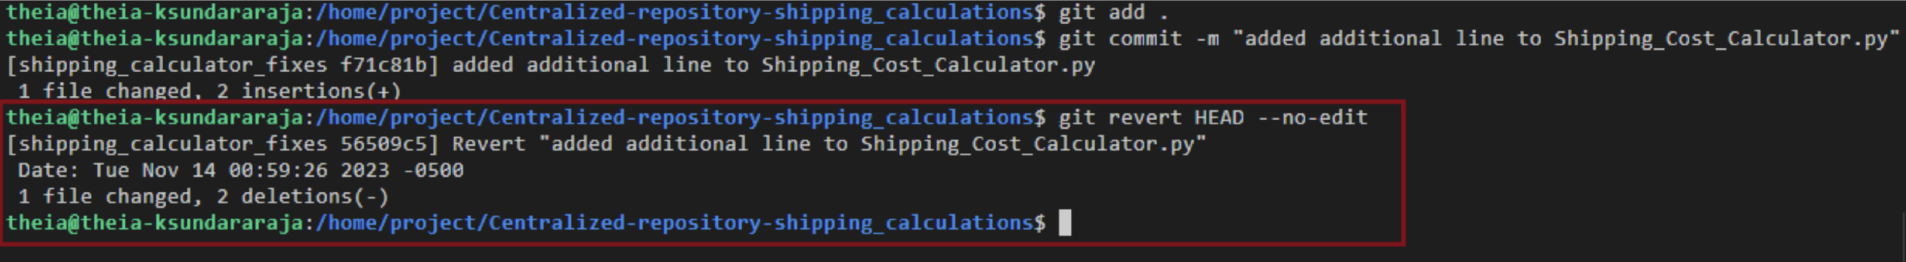 theia@theia-ksundararaja:/home/project/Centralized-repository-shipping_calculations$ git add .
theia@theia-ksundararaja:/home/project/Centralized-repository-shipping_calculations$ git commit -m "added additional line to Shipping_Cost_Calculator.py"
[shipping_calculator_fixes f71c81b] added additional line to Shipping_Cost_Calculator.py
 1 file changed, 2 insertions(+)
theia@theia-ksundararaja:/home/project/Centralized-repository-shipping_calculations$ git revert HEAD --no-edit
[shipping_calculator_fixes 56509c5] Revert "added additional line to Shipping_Cost_Calculator.py"
 Date: Tue Nov 14 00:59:26 2023 -0500
 1 file changed, 2 deletions(-)
theia@theia-ksundararaja:/home/project/Centralized-repository-shipping_calculations$